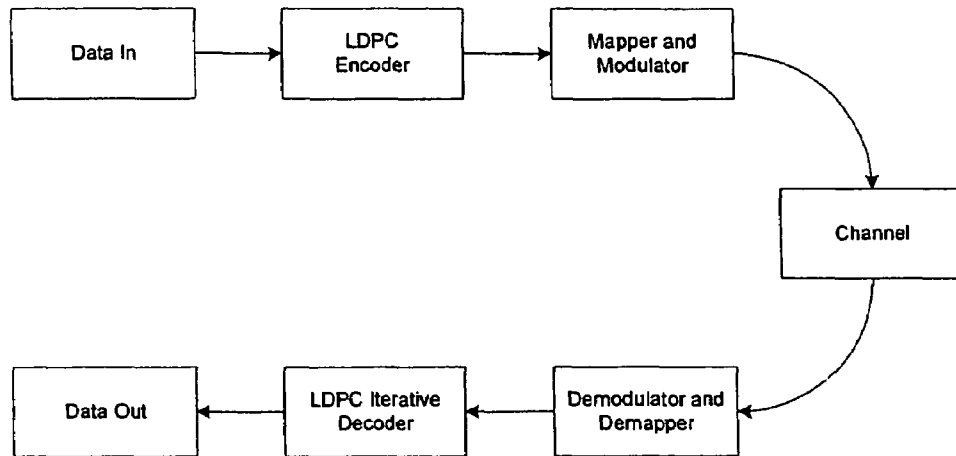 Data In
LDPC
Encoder
Mapper and
Modulator
Channel
Demodulator and
Demapper
LDPC Iterative
Decoder
Data Out